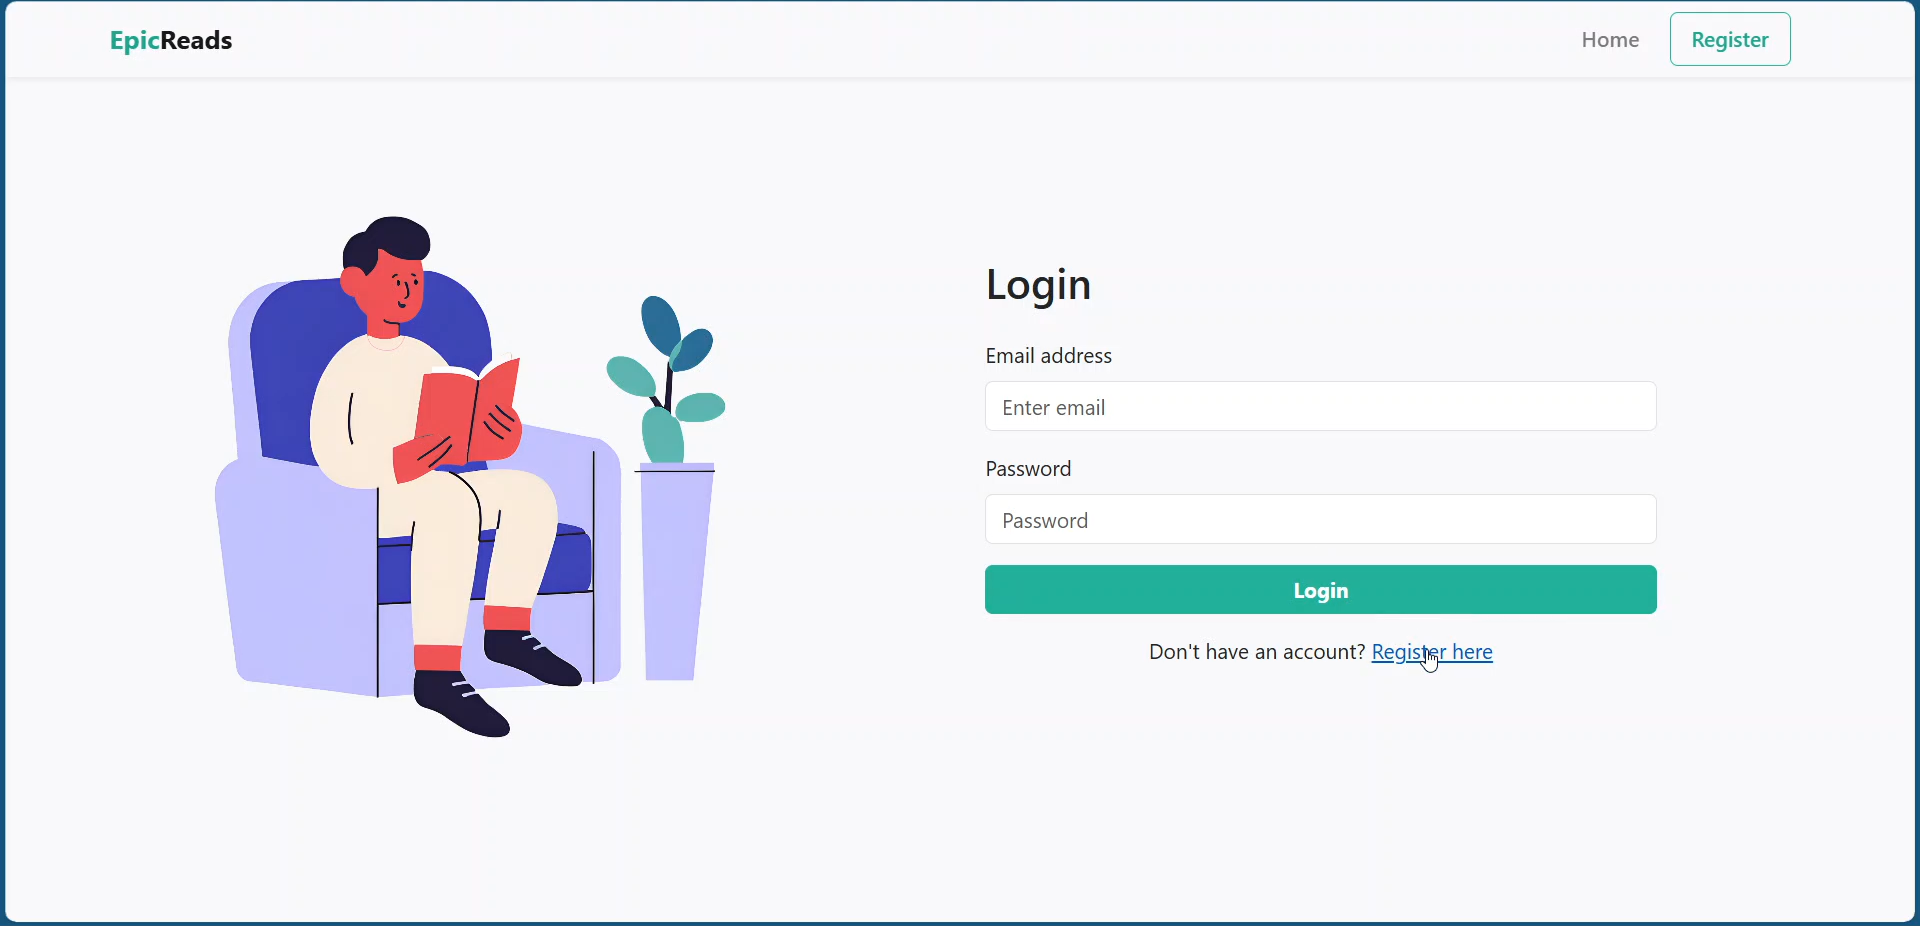 EpicReads
Home
Register
Login
Email address
Enter email
Password
Password
Login
Don't have an account? Register here